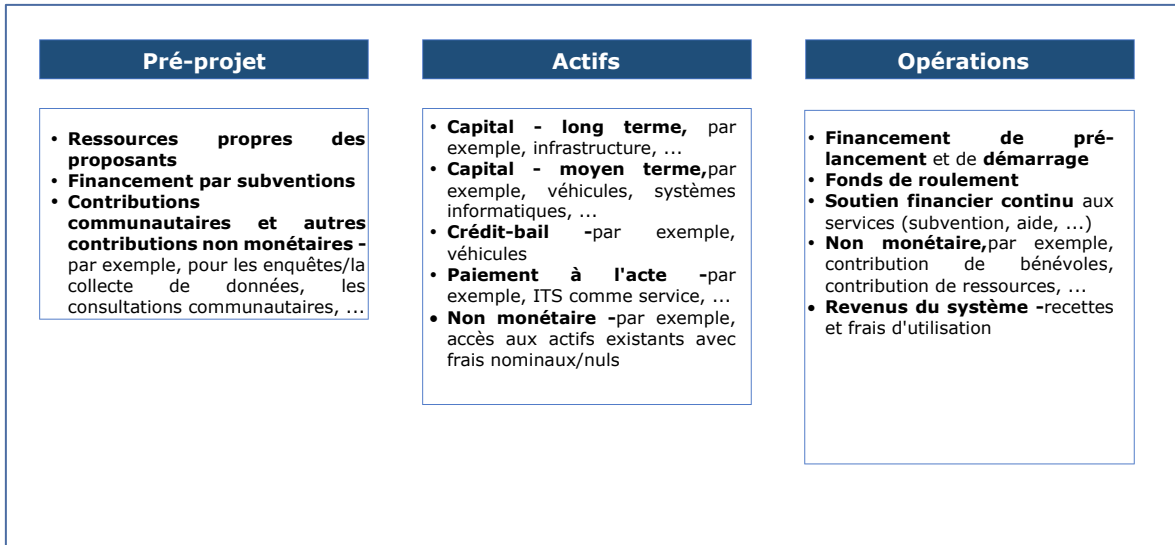 Pré-projet
• Ressources propres des
proposants
• Financement par subventions
• Contributions
communautaires et autres
contributions non monétaires -
par exemple, pour les enquêtes/la
collecte de données, les
consultations communautaires, ...
Actifs
• Capital - long terme, par
exemple, infrastructure, ...
• Capital - moyen terme,par
exemple, véhicules, systèmes
informatiques, ...
• Crédit-bail -par exemple,
véhicules
• Paiement à l'acte -par
exemple, ITS comme service, ...
• Non monétaire -par exemple,
accès aux actifs existants avec
frais nominaux/nuls
Opérations
• Financement de pré-
lancement et de démarrage
• Fonds de roulement
• Soutien financier continu aux
services (subvention, aide, ...)
• Non monétaire,par exemple,
contribution de bénévoles,
contribution de ressources, ...
• Revenus du système -recettes
et frais d'utilisation